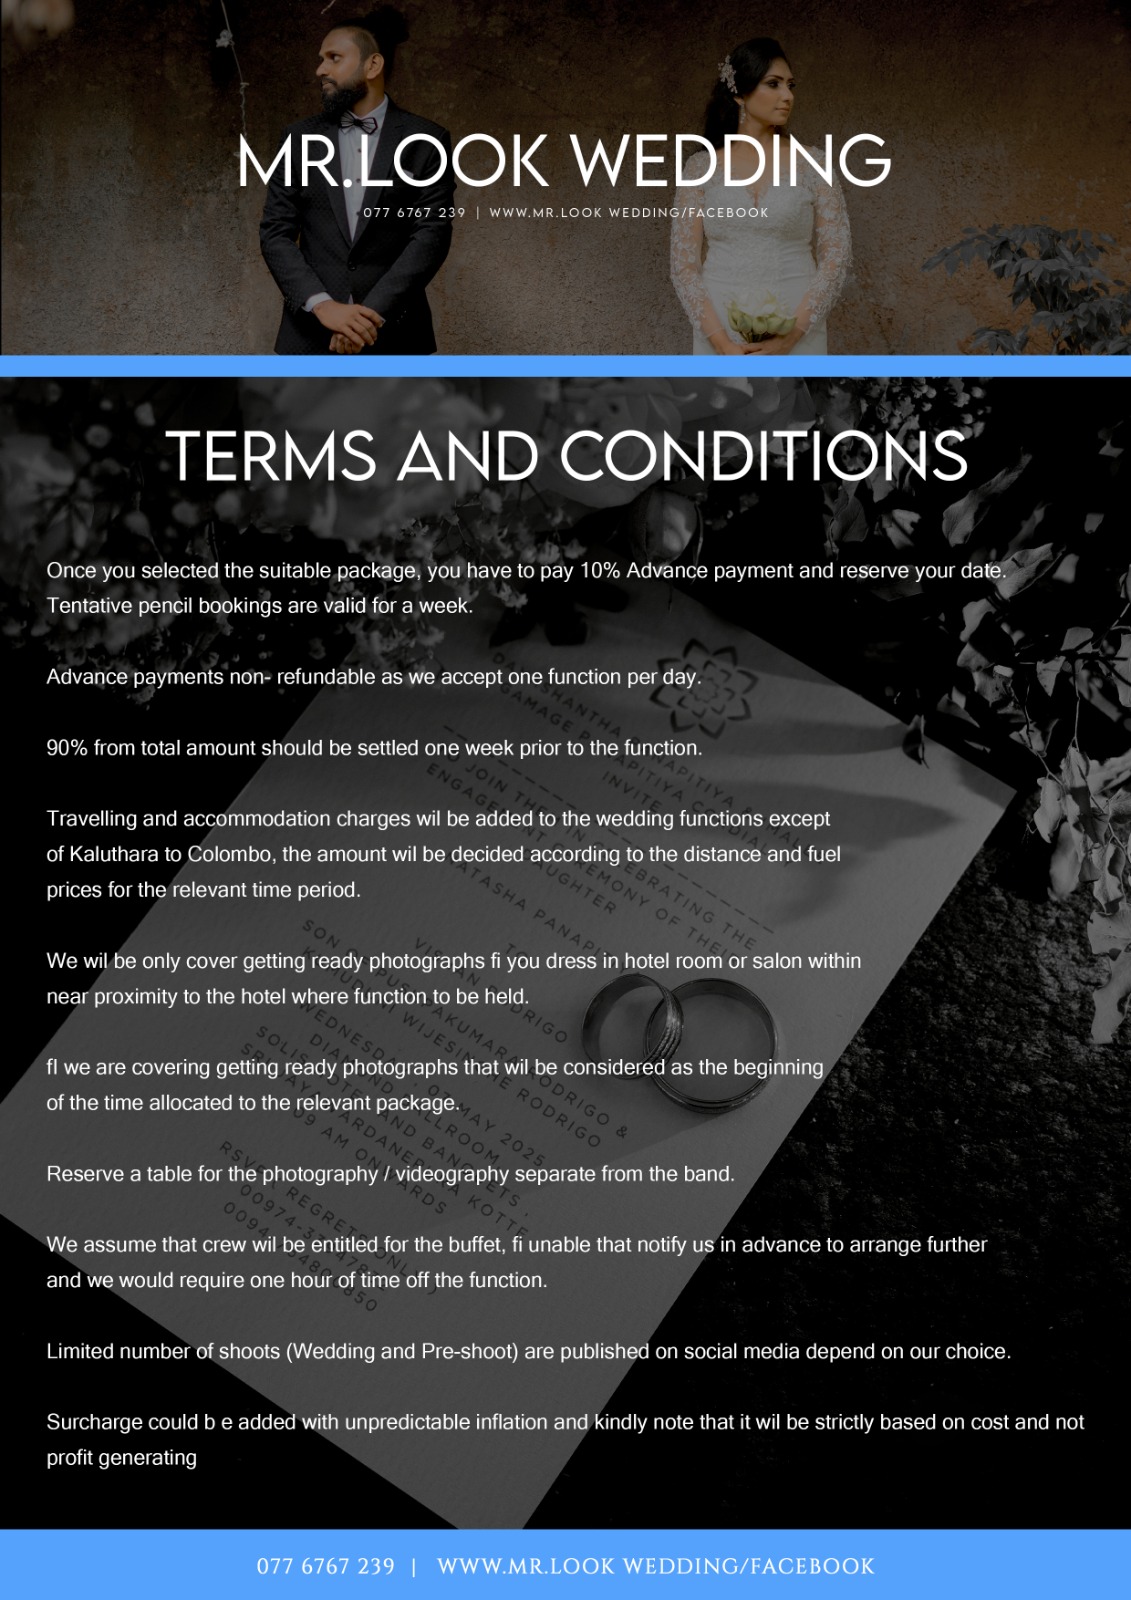 MR.LOOK WEDDING
077 6767 239 | WWW.MR.LOOK WEDDING/FACEBOOK
TERMS AND CONDITIONS
Once you selected the suitable package, you have to pay 10% Advance payment and reserve your date.
Tentative pencil bookings are valid for a week.
Advance payments non- refundable as we accept one function per day.
90% from total amount should be settled one week prior to the function.
Travelling and accommodation charges wil be added to the wedding functions except
of Kaluthara to Colombo, the amount wil be decided according to the distance and fuel
prices for the relevant time period.
We wil be only cover getting ready photographs fi you dress in hotel room or salon within
near proximity to the hotel where function to be held.
fI we are covering getting ready photographs that wil be considered as the beginning
of the time allocated to the relevant package.
Reserve a table for the photography / videography separate from the band.
We assume that crew wil be entitled for the buffet, fi unable that notify us in advance to arrange further
and we would require one hour of time off the function.
Limited number of shoots (Wedding and Pre-shoot) are published on social media depend on our choice.
Surcharge could b e added with unpredictable inflation and kindly note that it wil be strictly based on cost and not
profit generating
077 6767 239 | WWW.MR.LOOK WEDDING/FACEBOOK